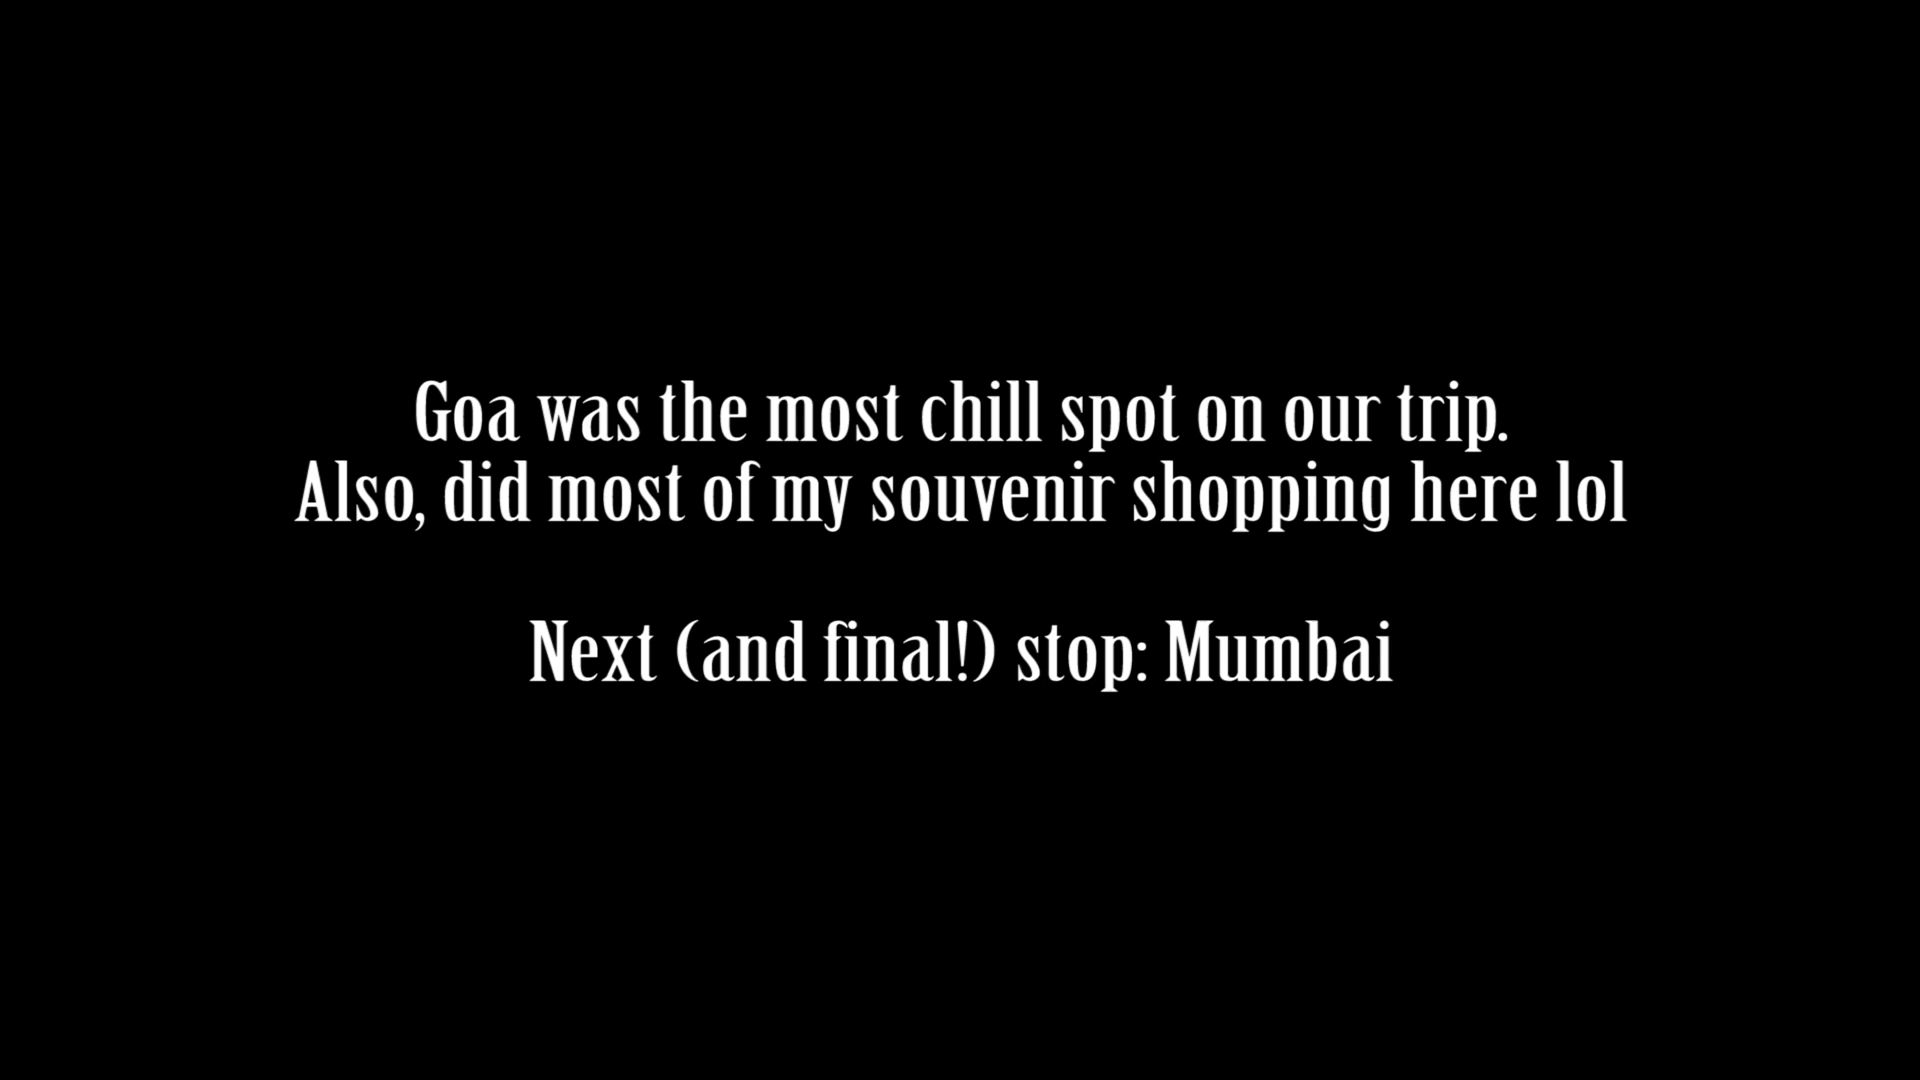 Goa was the most chill spot on our trip.
Also, did most of my souvenir shopping here lol
Next (and final!) stop: Mumbai